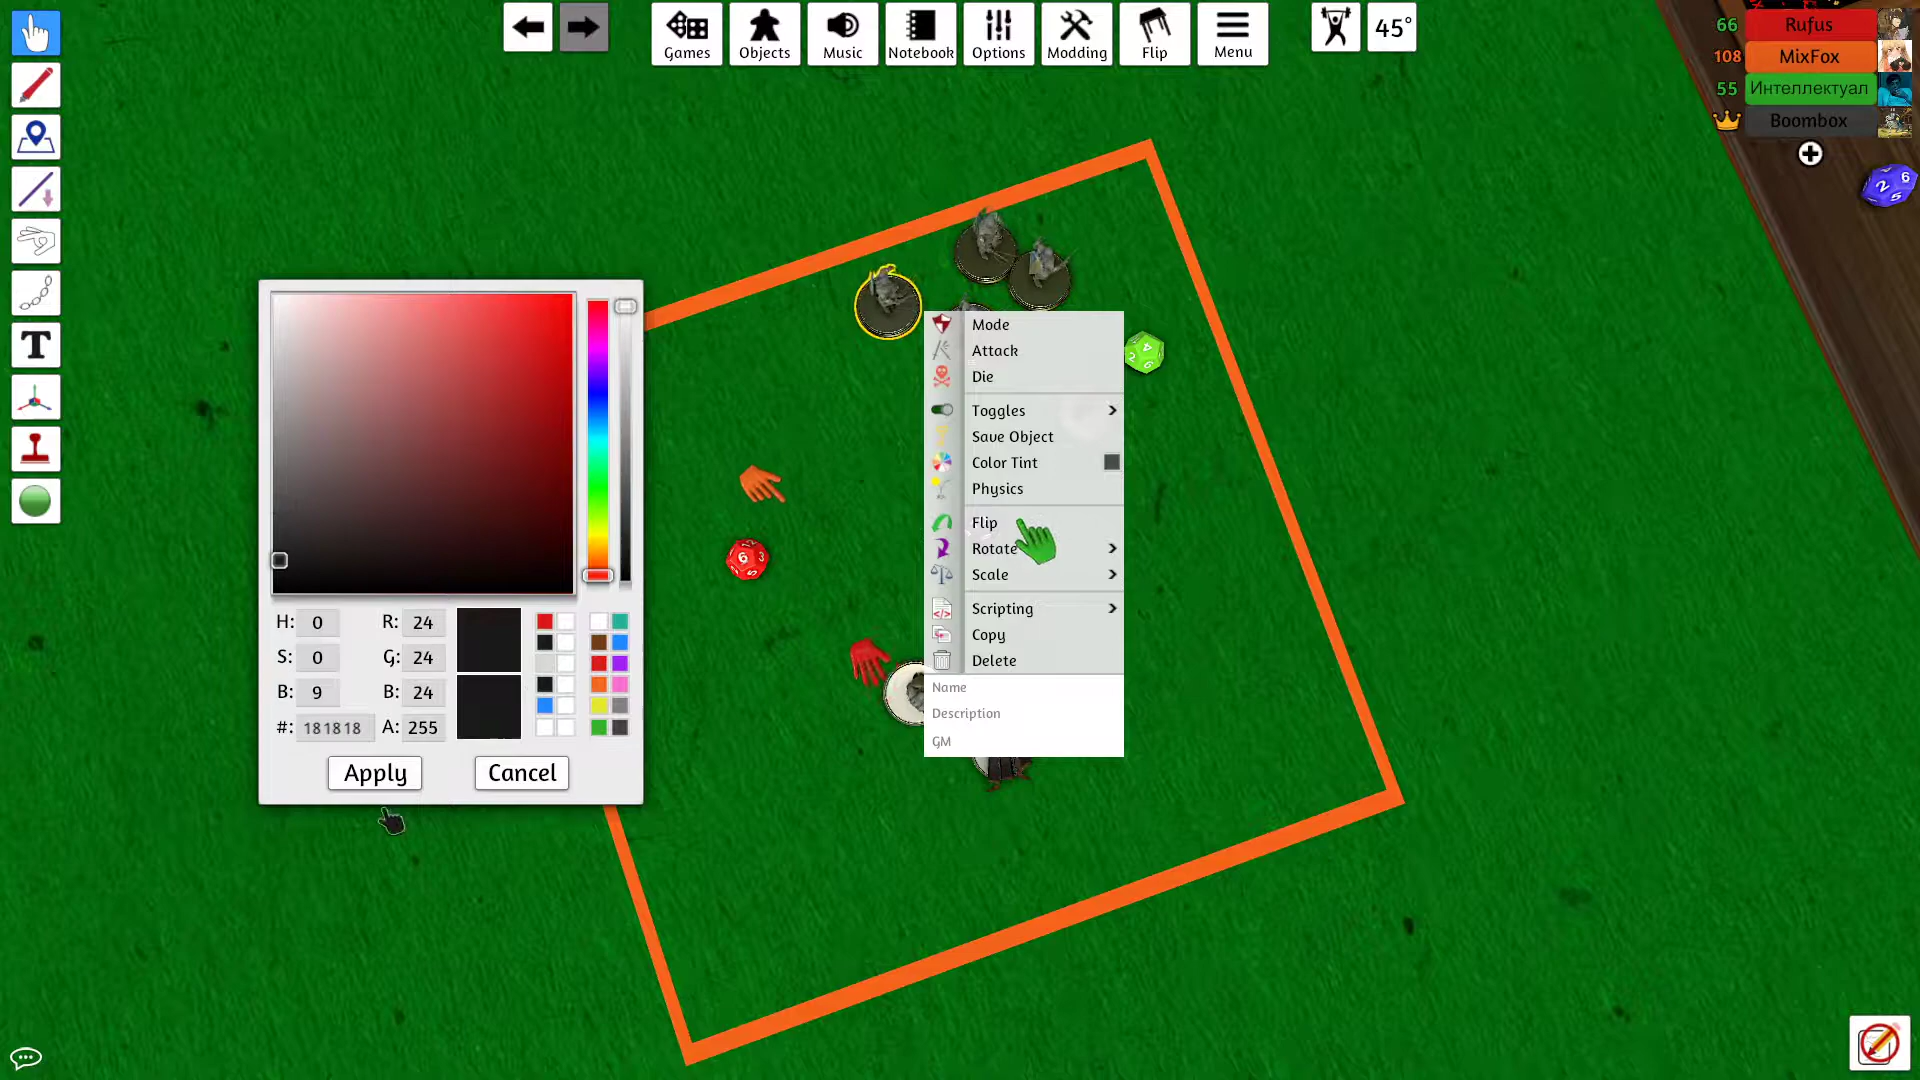 Games
Objects
Music
Notebook
Options
Modding
Flip
Menu
45°
66 Rufus
108 MixFox
55 Интеллектуал
Boombox
T
Mode
Attack
Die
Toggles
Save Object
Color Tint
Physics
Flip
Rotate
Scale
Scripting
Copy
Delete
Name
Description
GM
H: 0 R: 24
S: 0 G: 24
B: 9 B: 24
#: 181818 A: 255
Apply Cancel